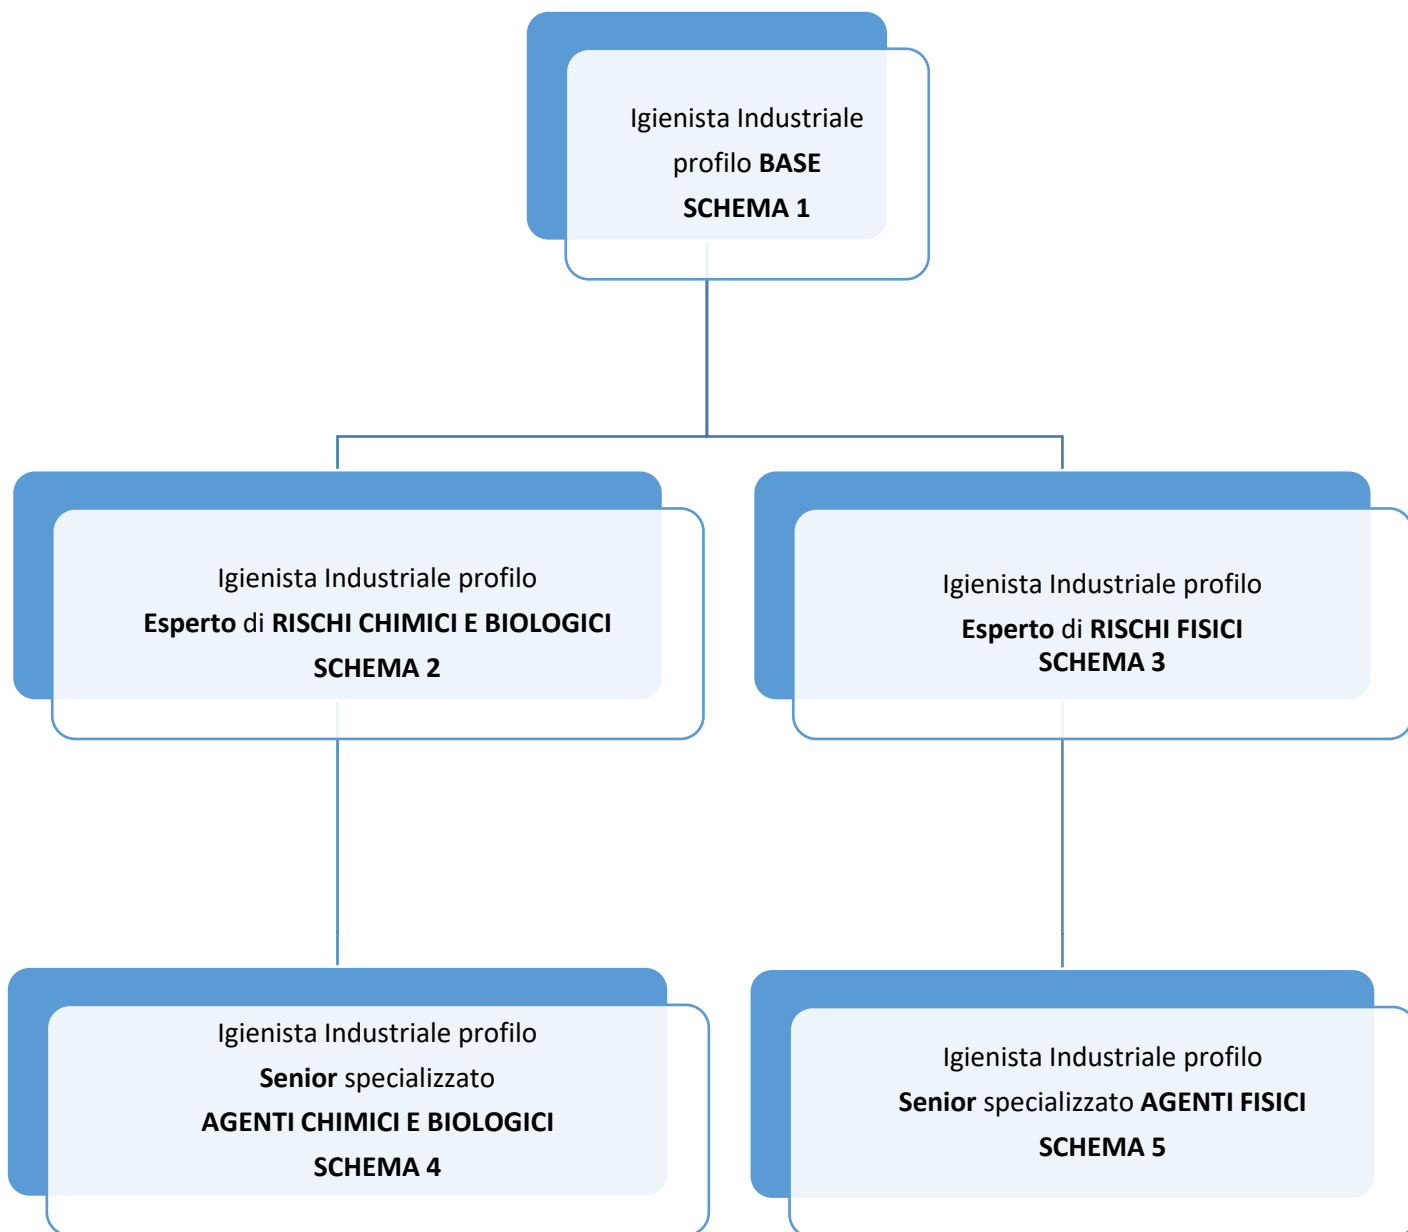 Igienista Industriale
profilo BASE
SCHEMA 1
Igienista Industriale profilo
Esperto di RISCHI CHIMICI E BIOLOGICI
SCHEMA 2
Igienista Industriale profilo
Esperto di RISCHI FISICI
SCHEMA 3
Igienista Industriale profilo
Senior specializzato
AGENTI CHIMICI E BIOLOGICI
SCHEMA 4
Igienista Industriale profilo
Senior specializzato AGENTI FISICI
SCHEMA 5